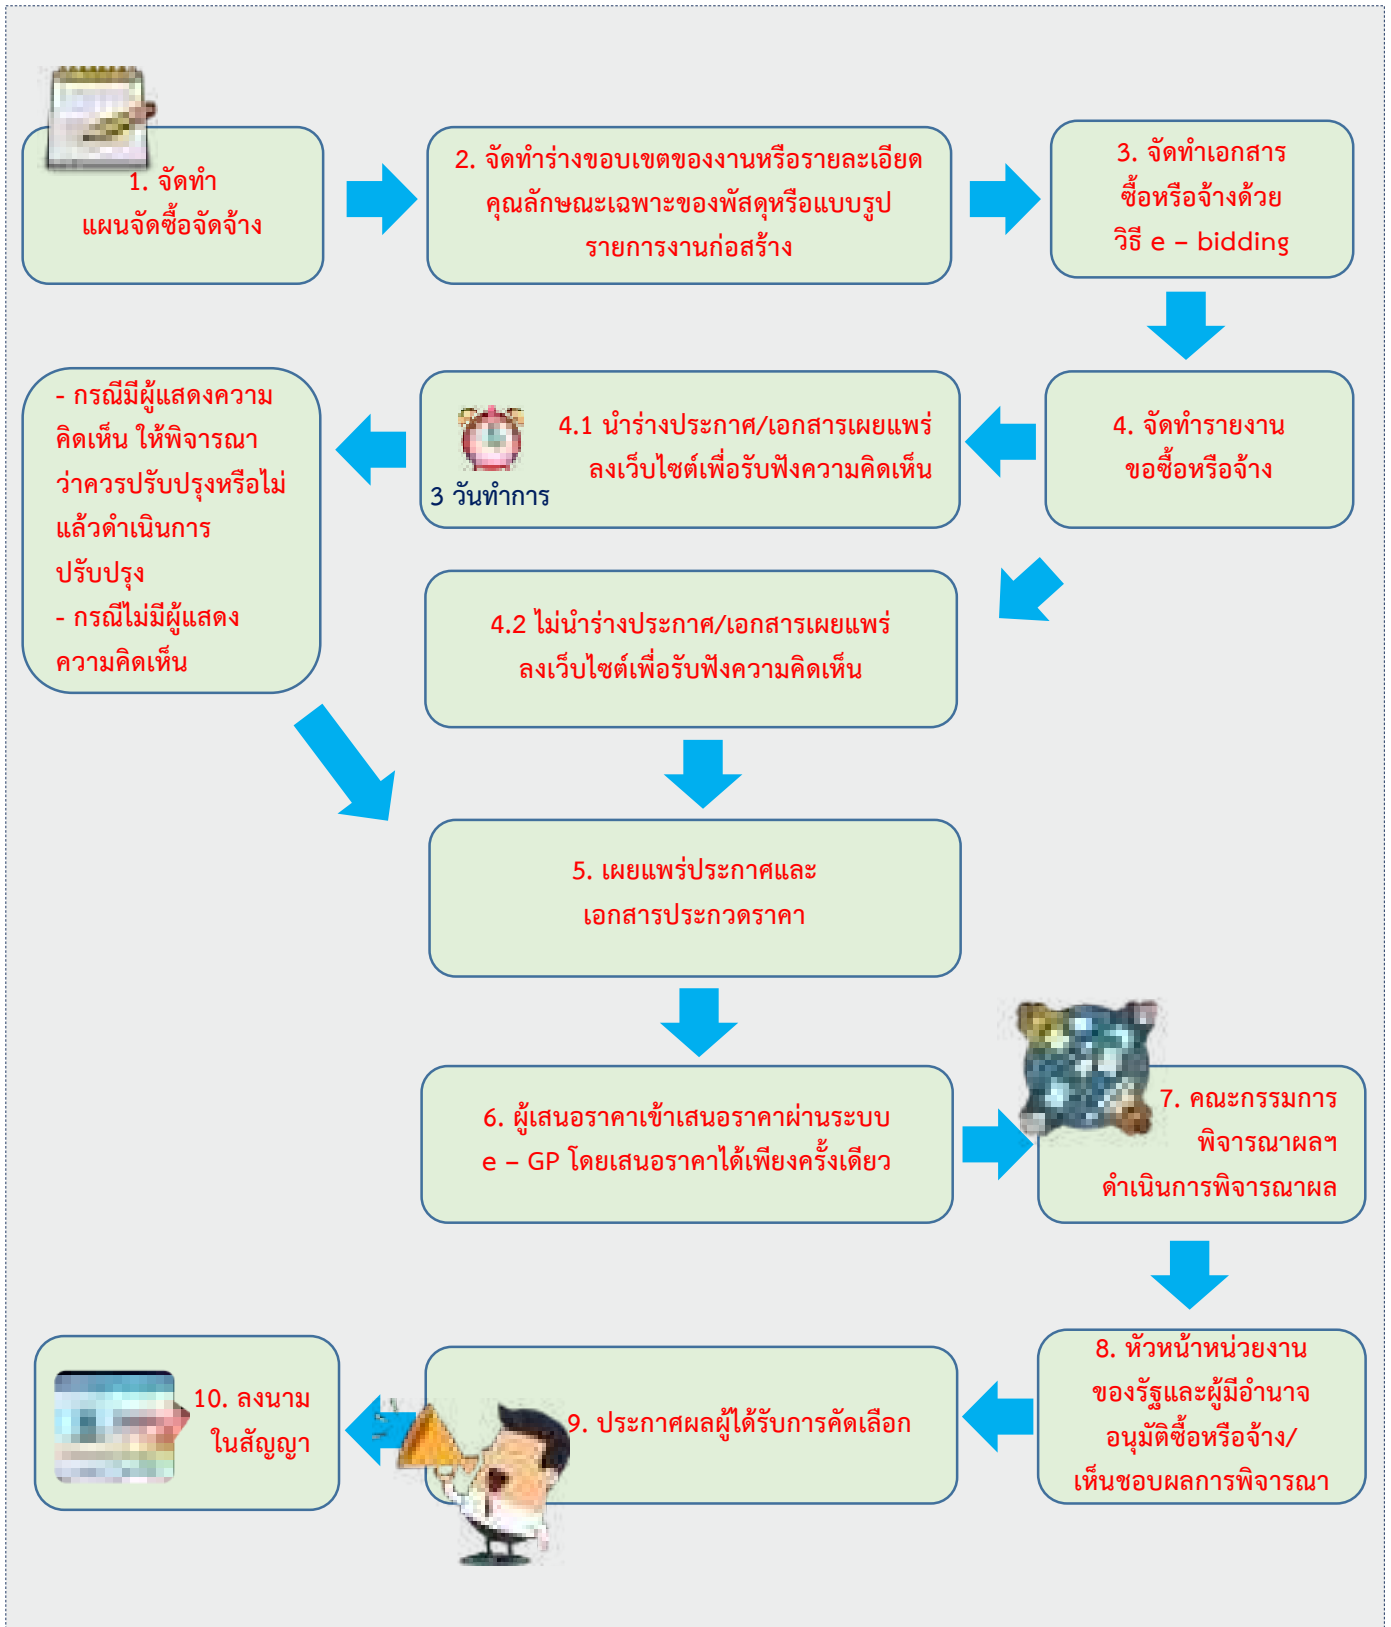 1. จัดทำ
แผนจัดซื้อจัดจ้าง
2. จัดทำร่างขอบเขตของงานหรือรายละเอียด
คุณลักษณะเฉพาะของพัสดุหรือแบบรูป
รายการงานก่อสร้าง
3. จัดทำเอกสาร
ซื้อหรือจ้างด้วย
วิธี e – bidding
4. จัดทำรายงาน
ขอซื้อหรือจ้าง
4.1 นำร่างประกาศ/เอกสารเผยแพร่
ลงเว็บไซต์เพื่อรับฟังความคิดเห็น
3 วันทำการ
- กรณีมีผู้แสดงความ
คิดเห็น ให้พิจารณา
ว่าควรปรับปรุงหรือไม่
แล้วดำเนินการ
ปรับปรุง
- กรณีไม่มีผู้แสดง
ความคิดเห็น
4.2 ไม่นำร่างประกาศ/เอกสารเผยแพร่
ลงเว็บไซต์เพื่อรับฟังความคิดเห็น
5. เผยแพร่ประกาศและ
เอกสารประกวดราคา
6. ผู้เสนอราคาเข้าเสนอราคาผ่านระบบ
e – GP โดยเสนอราคาได้เพียงครั้งเดียว
7. คณะกรรมการ
พิจารณาผลฯ
ดำเนินการพิจารณาผล
8. หัวหน้าหน่วยงาน
ของรัฐและผู้มีอำนาจ
อนุมัติซื้อหรือจ้าง/
เห็นชอบผลการพิจารณา
9. ประกาศผลผู้ได้รับการคัดเลือก
10. ลงนาม
ในสัญญา